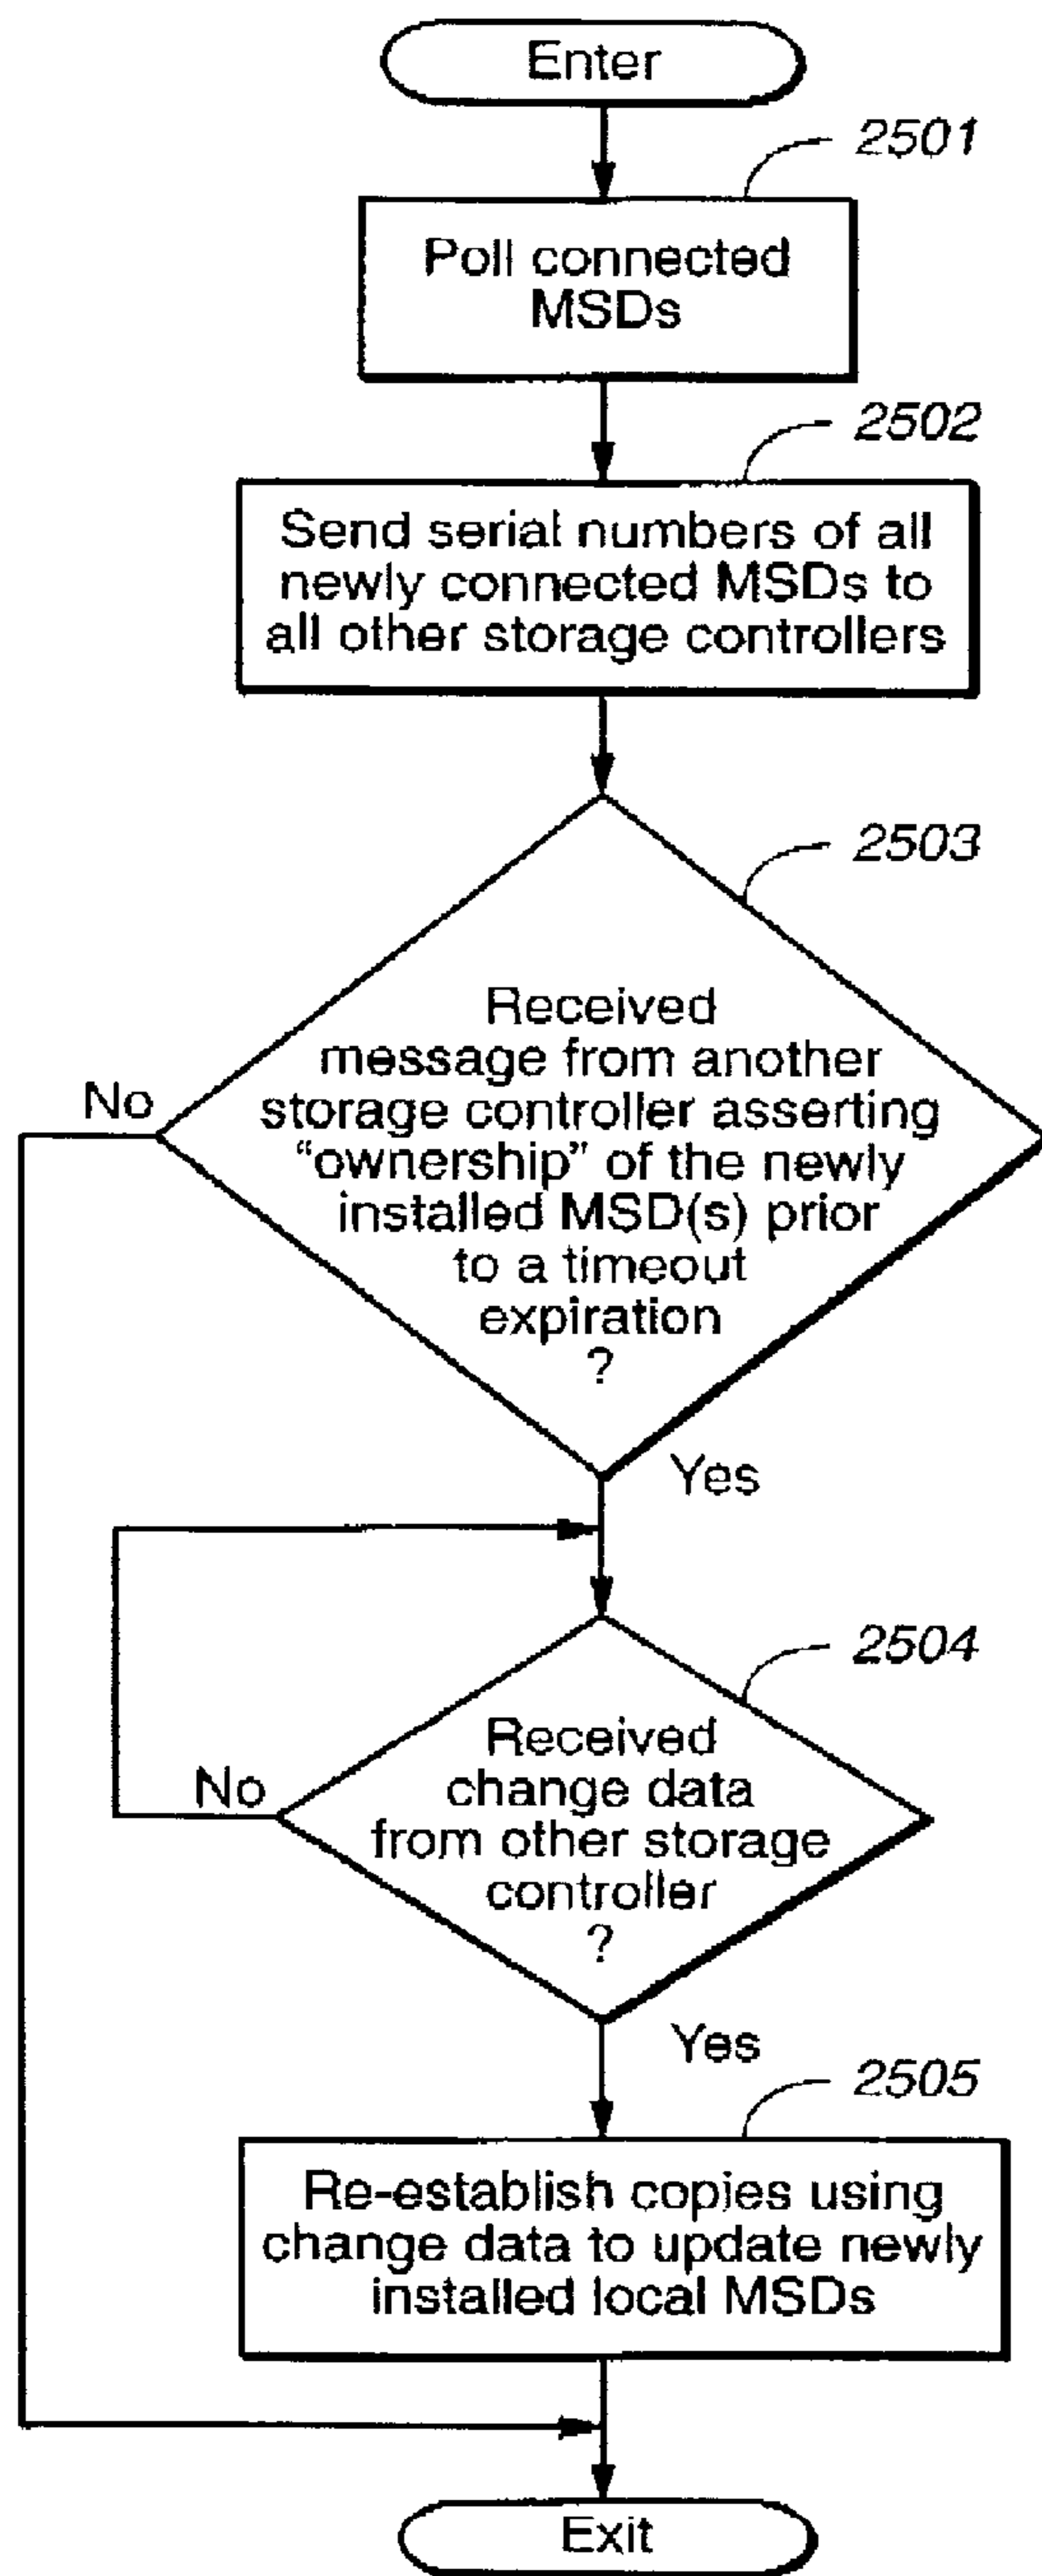 Enter
2501
Poll connected
MSDs
2502
Send serial numbers of all
newly connected MSDs to
all other storage controllers
2503
Received
message from another
storage controller asserting
“ownership” of the newly
installed MSD(s) prior
to a timeout
expiration
?
No
Yes
2504
Received
change data
from other storage
controller
?
No
Yes
2505
Re-establish copies using
change data to update newly
installed local MSDs
Exit